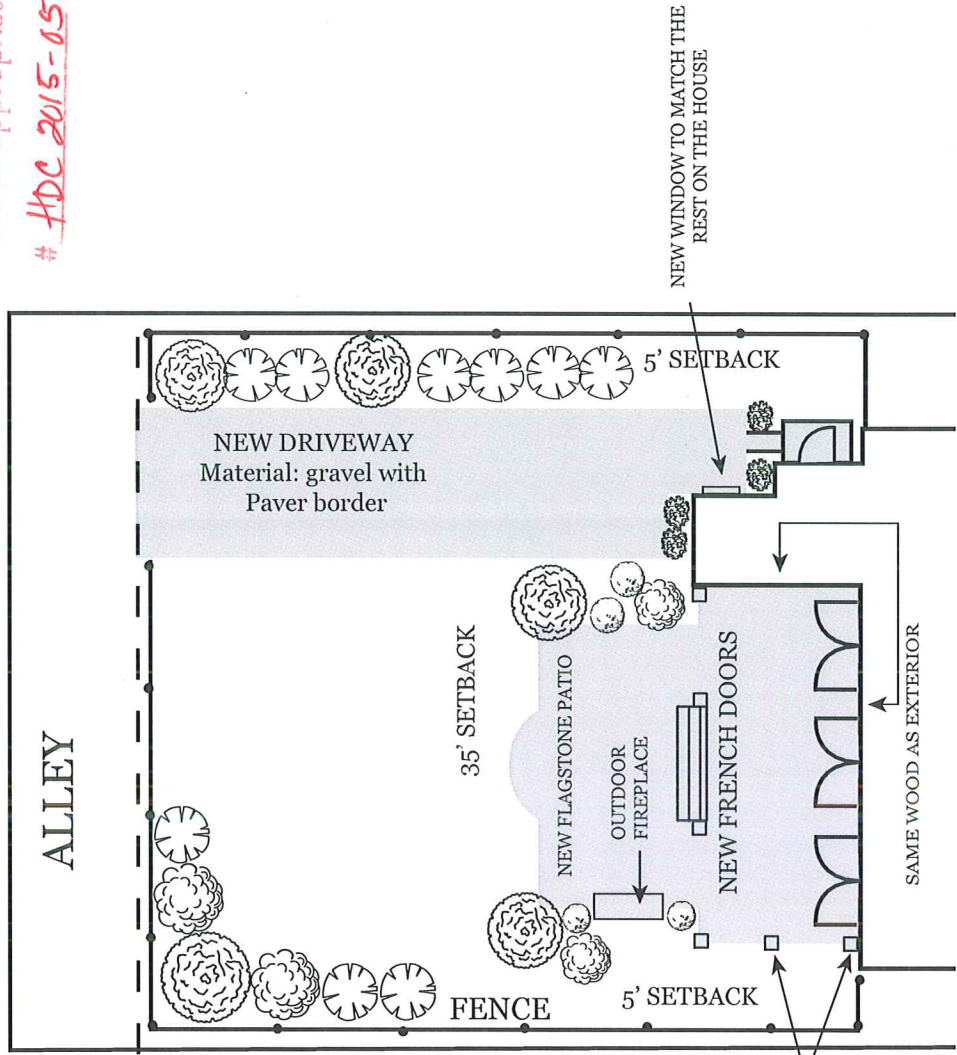 # HDC 2015-05
ALLEY
NEW WINDOW TO MATCH THE
REST ON THE HOUSE
5' SETBACK
NEW DRIVEWAY
Material: gravel with
Paver border
35' SETBACK
NEW FLAGSTONE PATIO
OUTDOOR
FIREPLACE
NEW FRENCH DOORS
SAME WOOD AS EXTERIOR
FENCE
5' SETBACK